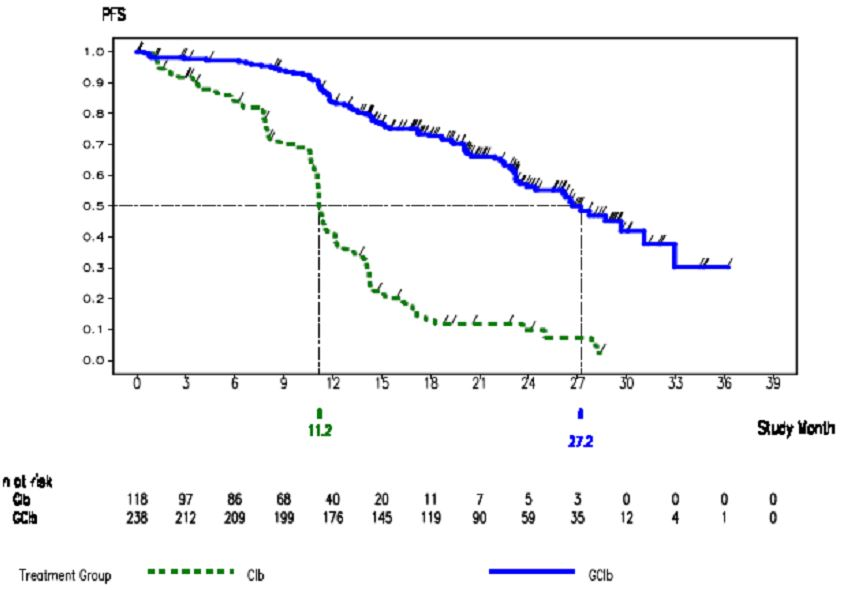 PFS
1.0
0.9
0.8
0.7
0.6
0.5
0.4
0.3
0.2
0.1
0.0
0 3 6 9 12 15 18 21 24 27 30 33 36 39
11.2 27.2 Study Month
n at risk
Clb 118 97 86 68 40 20 11 7 5 3 0 0 0 0
GClb 238 212 209 199 176 145 119 90 59 35 12 4 1 0
Treatment Group Clb GClb